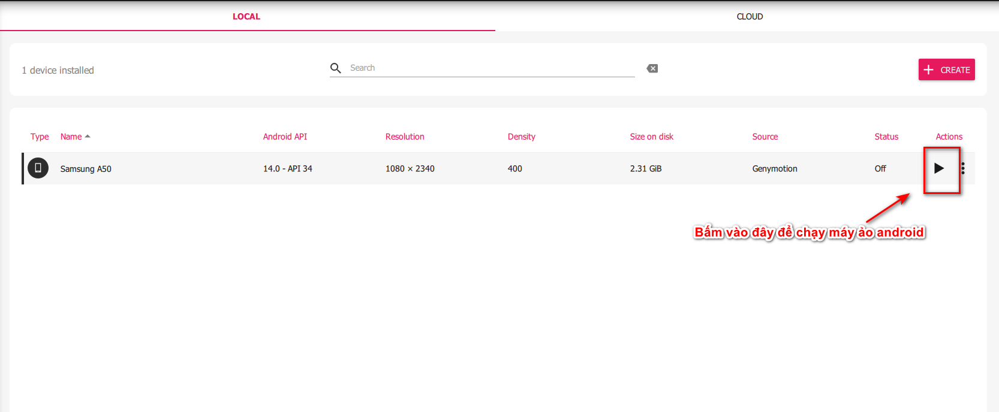 LOCAL
CLOUD
1 device installed
Search
CREATE
Type Name Android API Resolution Density Size on disk Source Status Actions
Samsung A50 14.0 - API 34 1080 × 2340 400 2.31 GiB Genymotion Off
Bấm vào đây để chạy máy ảo android